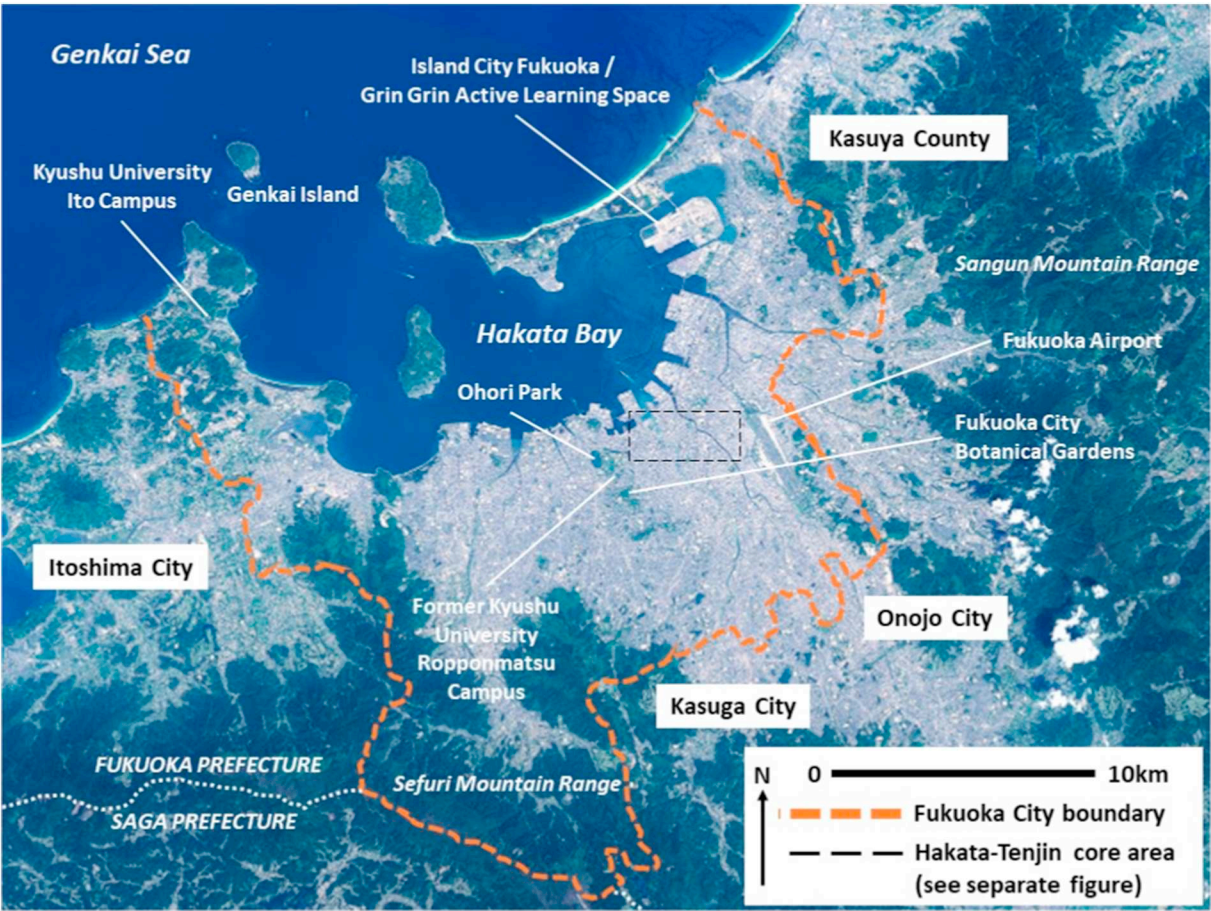 Genkai Sea
Island City Fukuoka /
Grin Grin Active Learning Space
Kasuya County
Kyushu University
Ito Campus
Genkai Island
Sangun Mountain Range
Hakata Bay
Fukuoka Airport
Ohori Park
Fukuoka City
Botanical Gardens
Itoshima City
Former Kyushu
University
Ropponmatsu
Campus
Onojo City
Kasuga City
FUKUOKA PREFECTURE
SAGA PREFECTURE
Sefuri Mountain Range
N
0 10km
Fukuoka City boundary
Hakata-Tenjin core area
(see separate figure)